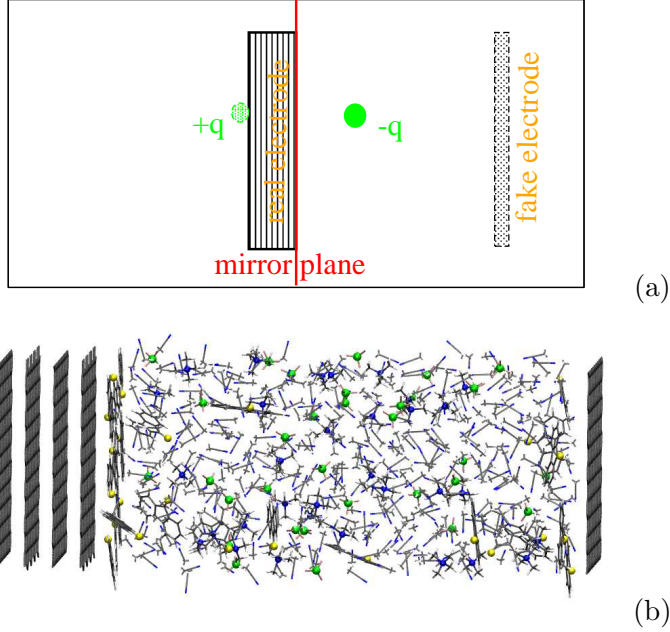 +q
real electrode
-q
fake electrode
mirror plane
(a)
(b)